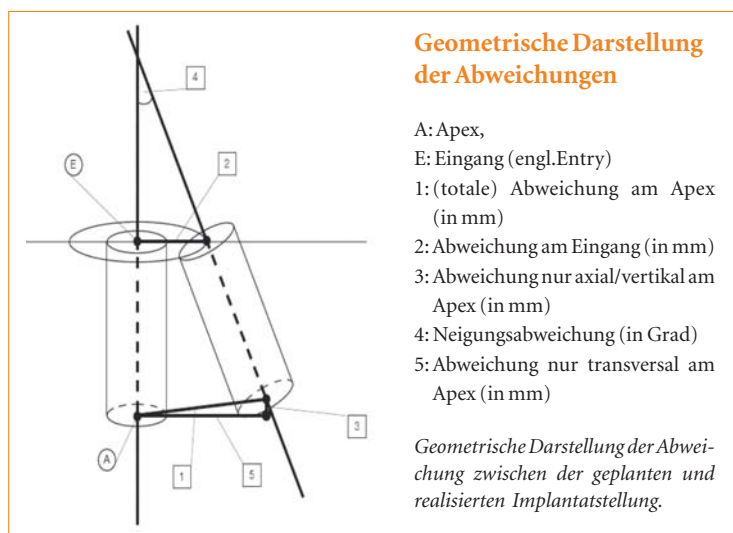 Geometrische Darstellung
der Abweichungen
A: Apex,
E: Eingang (engl.Entry)
1: (totale) Abweichung am Apex
(in mm)
2: Abweichung am Eingang (in mm)
3: Abweichung nur axial/vertikal am
Apex (in mm)
4: Neigungsabweichung (in Grad)
5: Abweichung nur transversal am
Apex (in mm)
Geometrische Darstellung der Abwei-
chung zwischen der geplanten und
realisierten Implantatstellung.
4
E
2
3
A
1
5